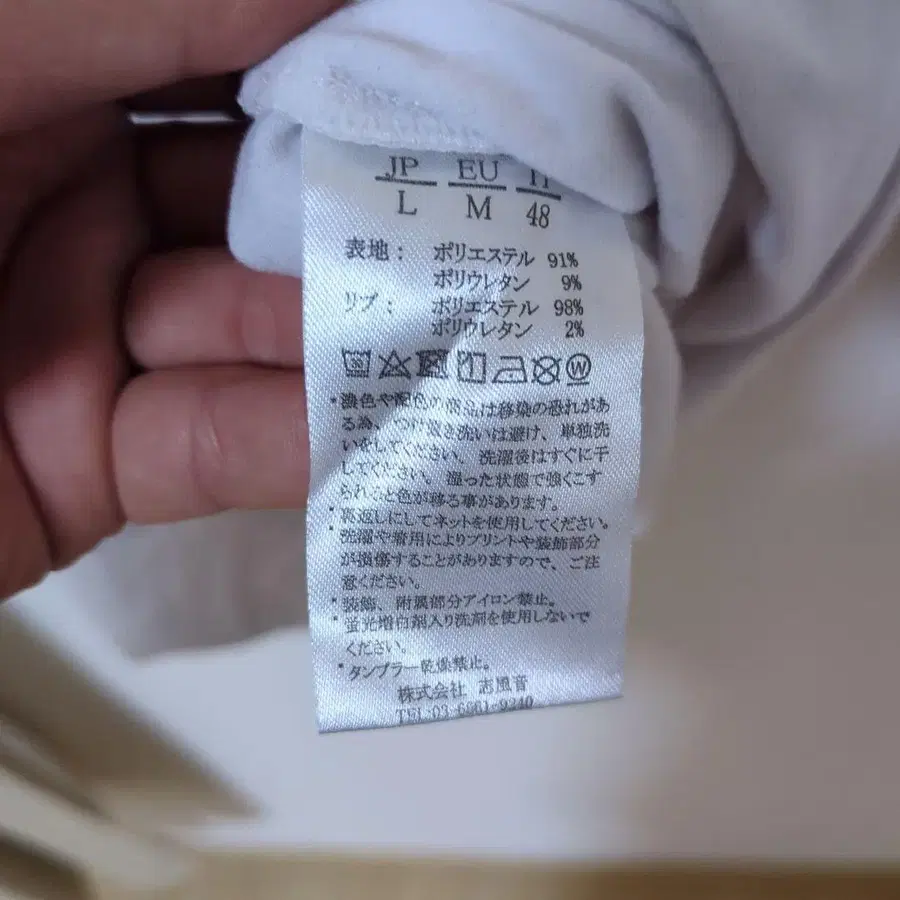 JP EU IT
L M 48
表地： ポリエステル 91%
ポリウレタン 9%
リブ： ポリエステル 98%
ポリウレタン 2%
・濃色や配色の商品は移染の恐れがあ
る為、つけ置き洗いは避け、単独洗
いをしてください。洗濯後はすぐに干
してください。湿った状態で強くこす
られると色が移る事があります。
・裏返しにしてネットを使用してください。
・洗濯や着用によりプリントや装飾部分
が損傷することがありますので、ご注
意ください。
・装飾、附属部分アイロン禁止。
・蛍光増白剤入り洗剤を使用しないで
ください。
・タンブラー乾燥禁止。
株式会社 志風音
TEL:03-6661-9240